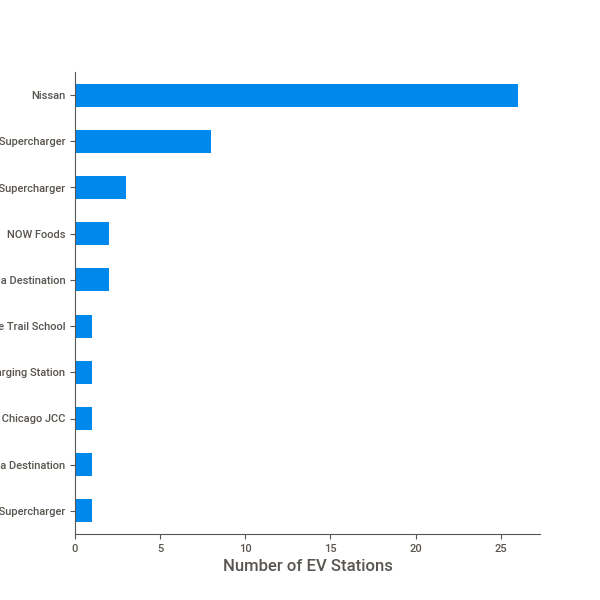 Nissan
Supercharger
Supercharger
NOW Foods
a Destination
e Trail School
arging Station
Chicago JCC
a Destination
Supercharger
0 5 10 15 20 25
Number of EV Stations